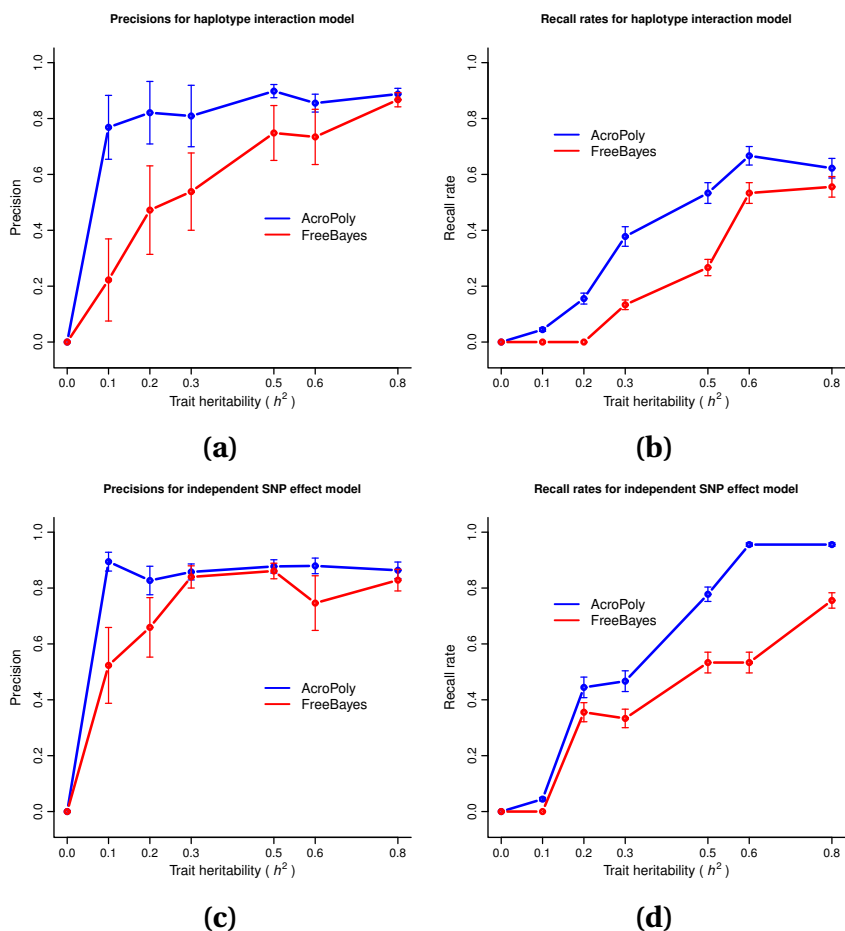 Precisions for haplotype interaction model
Precision
1.0
0.8
0.6
0.4
0.2
0.0
AcroPoly
FreeBayes
0.0 0.1 0.2 0.3 0.5 0.6 0.8
Trait heritability ( h² )
(a)
Recall rates for haplotype interaction model
Recall rate
1.0
0.8
0.6
0.4
0.2
0.0
AcroPoly
FreeBayes
0.0 0.1 0.2 0.3 0.5 0.6 0.8
Trait heritability ( h² )
(b)
Precisions for independent SNP effect model
Precision
1.0
0.8
0.6
0.4
0.2
0.0
AcroPoly
FreeBayes
0.0 0.1 0.2 0.3 0.5 0.6 0.8
Trait heritability ( h² )
(c)
Recall rates for independent SNP effect model
Recall rate
1.0
0.8
0.6
0.4
0.2
0.0
AcroPoly
FreeBayes
0.0 0.1 0.2 0.3 0.5 0.6 0.8
Trait heritability ( h² )
(d)